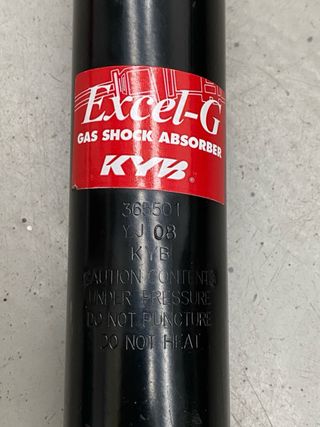 Excel-G
GAS SHOCK ABSORBER
KYB®
365501
YJ 08
KYB
CAUTION CONTENTS
UNDER PRESSURE
DO NOT PUNCTURE
DO NOT HEAT